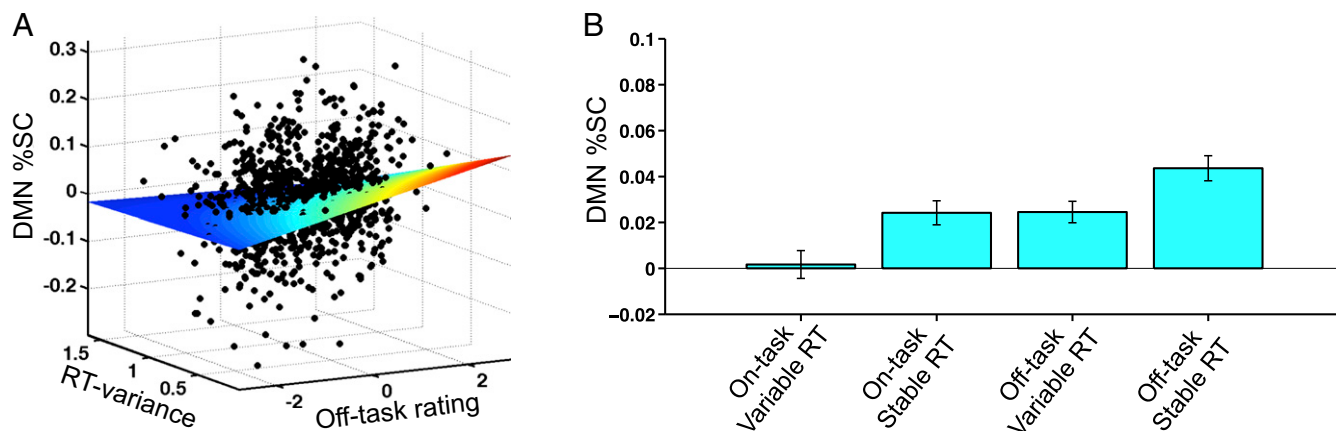 A
DMN %SC
0.3
0.2
0.1
0
-0.1
-0.2
1.5
1
0.5
RT-variance
-2
0
2
Off-task rating
B
DMN %SC
0.1
0.08
0.06
0.04
0.02
0
−0.02
On-task
Variable RT
On-task
Stable RT
Off-task
Variable RT
Off-task
Stable RT